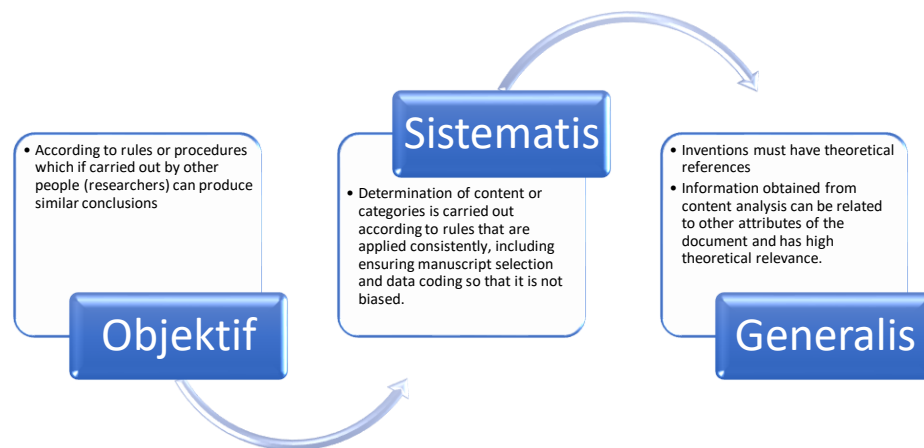 • According to rules or procedures
which if carried out by other
people (researchers) can produce
similar conclusions
Objektif
Sistematis
• Determination of content or
categories is carried out
according to rules that are
applied consistently, including
ensuring manuscript selection
and data coding so that it is not
biased.
• Inventions must have theoretical
references
• Information obtained from
content analysis can be related
to other attributes of the
document and has high
theoretical relevance.
Generalis